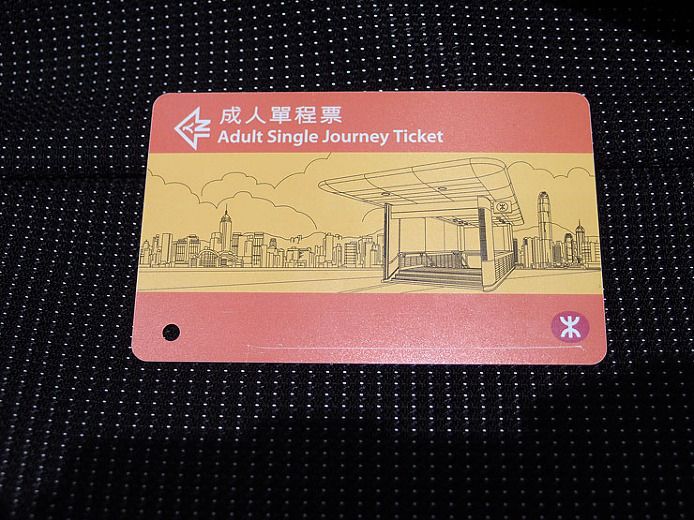 成人單程票
Adult Single Journey Ticket